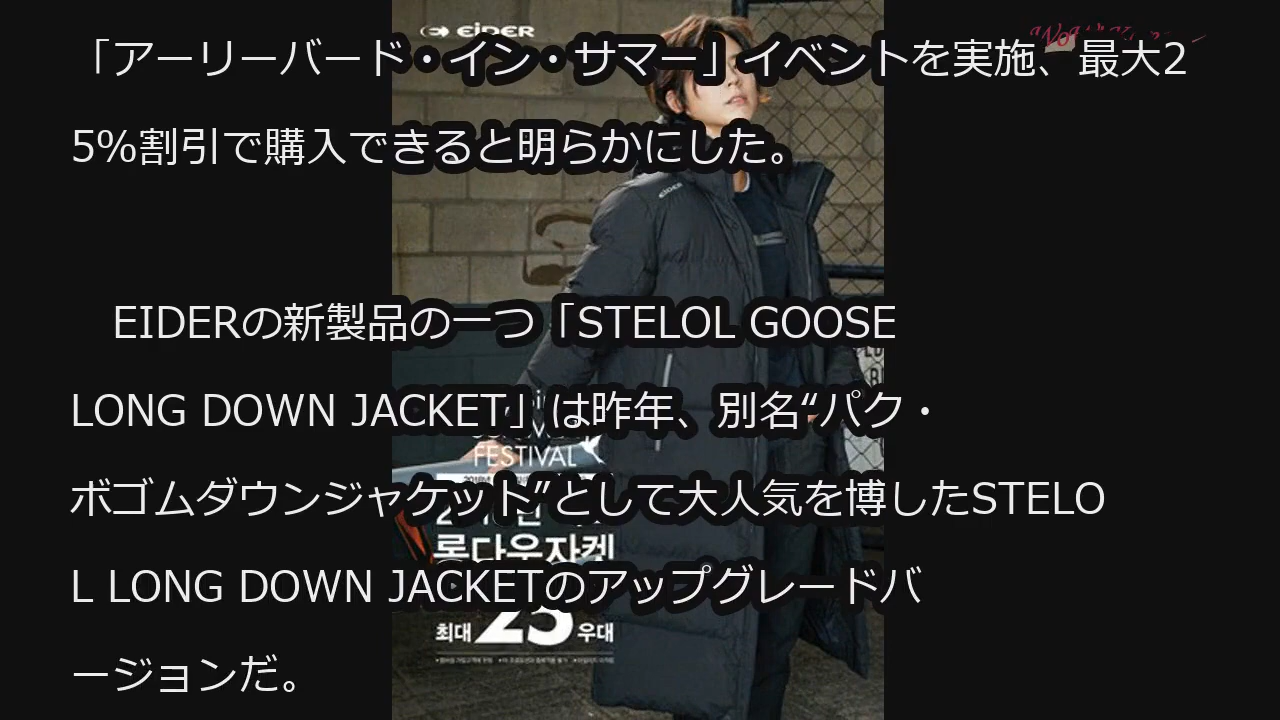 EIDER
「アーリーバード・イン・サマー」イベントを実施、最大2
5%割引で購入できると明らかにした。
EIDER
EIDERの新製品の一つ「STELOL GOOSE
LONG DOWN JACKET」は昨年、別名“パク・
FESTIVAL
ボゴムダウンジャケット”として大人気を博したSTELO
롱다운자켓
L LONG DOWN JACKETのアップグレードバ
최대 25 우대
ージョンだ。